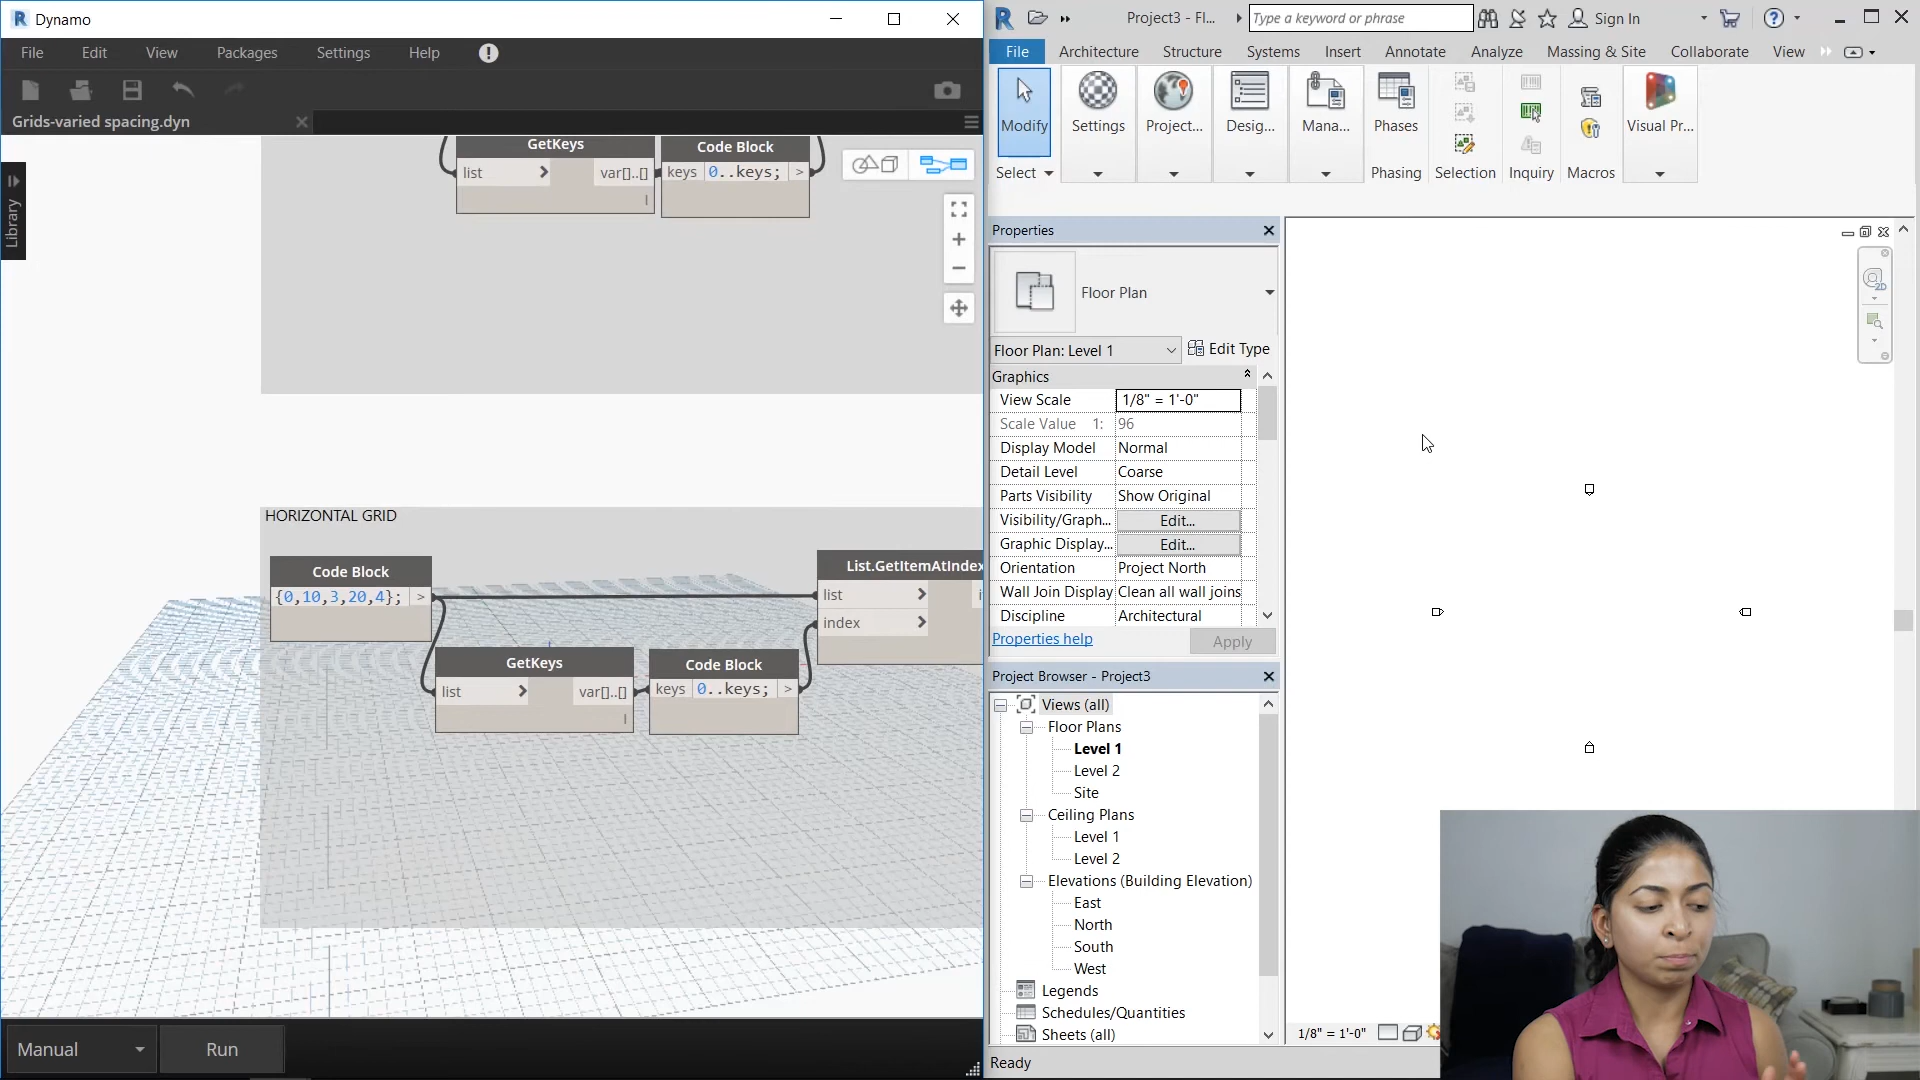 Dynamo
File Edit View Packages Settings Help
Grids-varied spacing.dyn
Library
GetKeys
list > var[]..[]
l
Code Block
keys 0..keys; >
HORIZONTAL GRID
Code Block
{0,10,3,20,4}; >
List.GetItemAtIndex
list >
index >
GetKeys
list > var[]..[]
l
Code Block
keys 0..keys; >
Manual
Run
Project3 - Fl...
Type a keyword or phrase
Sign In
File Architecture Structure Systems Insert Annotate Analyze Massing & Site Collaborate View
Modify Settings Project... Desig... Mana... Phases Visual Pr...
Select Phasing Selection Inquiry Macros
Properties
Floor Plan
Floor Plan: Level 1 Edit Type
Graphics
View Scale 1/8" = 1'-0"
Scale Value 1: 96
Display Model Normal
Detail Level Coarse
Parts Visibility Show Original
Visibility/Graph... Edit...
Graphic Display... Edit...
Orientation Project North
Wall Join Display Clean all wall joins
Discipline Architectural
Properties help Apply
Project Browser - Project3
Views (all)
Floor Plans
Level 1
Level 2
Site
Ceiling Plans
Level 1
Level 2
Elevations (Building Elevation)
East
North
South
West
Legends
Schedules/Quantities
Sheets (all)
2D
1/8" = 1'-0"
Ready